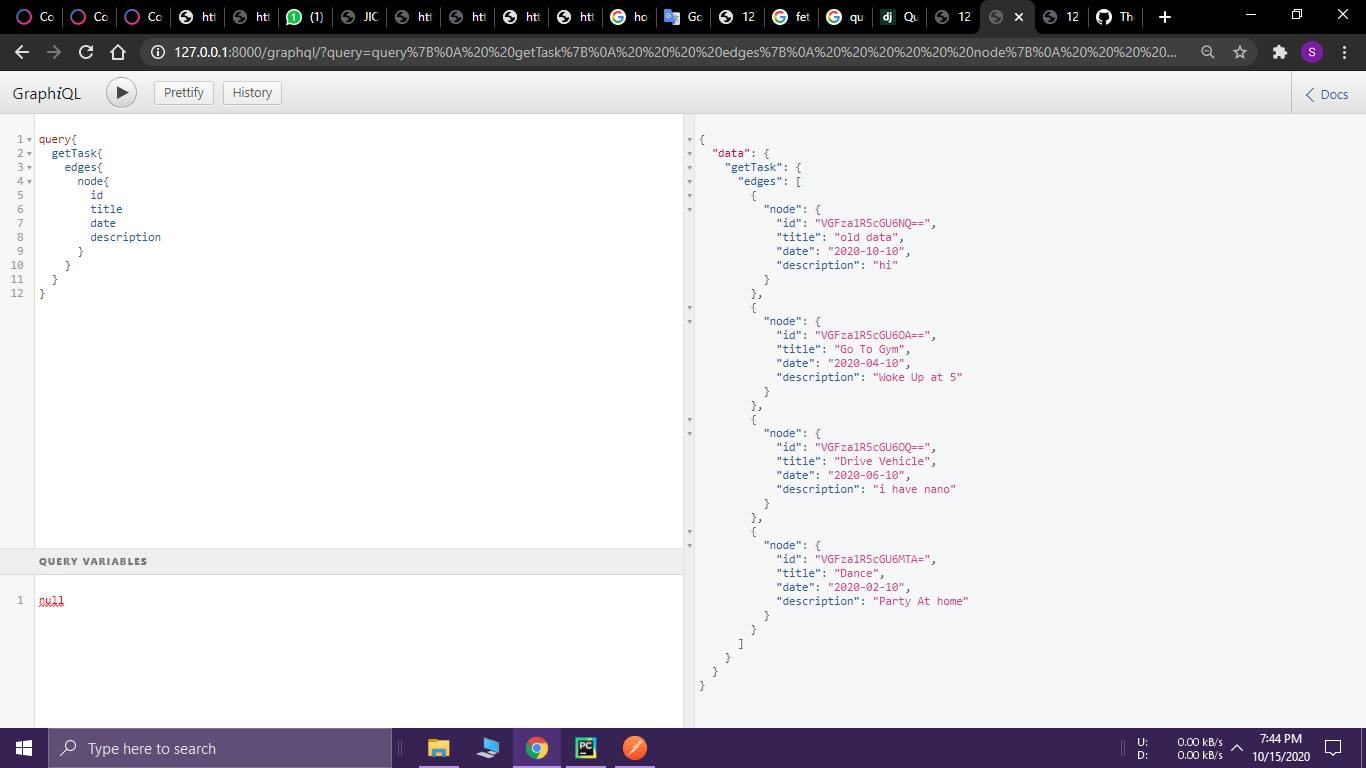 Co Co Co htt htt (1) JIC htt htt htt htt ho Go 12 fet qu dj Qu 12 12 Th
127.0.0.1:8000/graphql/?query=query%7B%0A%20%20getTask%7B%0A%20%20%20%20edges%7B%0A%20%20%20%20%20%20node%7B%0A%20%20%20%20%20... S
GraphiQL Prettify History Docs
1 query{
2 getTask{
3 edges{
4 node{
5 id
6 title
7 date
8 description
9 }
10 }
11 }
12 }
QUERY VARIABLES
1 null
{
"data": {
"getTask": {
"edges": [
{
"node": {
"id": "VGFza1R5cGU6NQ==",
"title": "old data",
"date": "2020-10-10",
"description": "hi"
}
},
{
"node": {
"id": "VGFza1R5cGU6OA==",
"title": "Go To Gym",
"date": "2020-04-10",
"description": "Woke Up at 5"
}
},
{
"node": {
"id": "VGFza1R5cGU6OQ==",
"title": "Drive Vehicle",
"date": "2020-06-10",
"description": "i have nano"
}
},
{
"node": {
"id": "VGFza1R5cGU6MTA=",
"title": "Dance",
"date": "2020-02-10",
"description": "Party At home"
}
}
]
}
}
}
Type here to search
PC
U: 0.00 kB/s
D: 0.00 kB/s
7:44 PM
10/15/2020